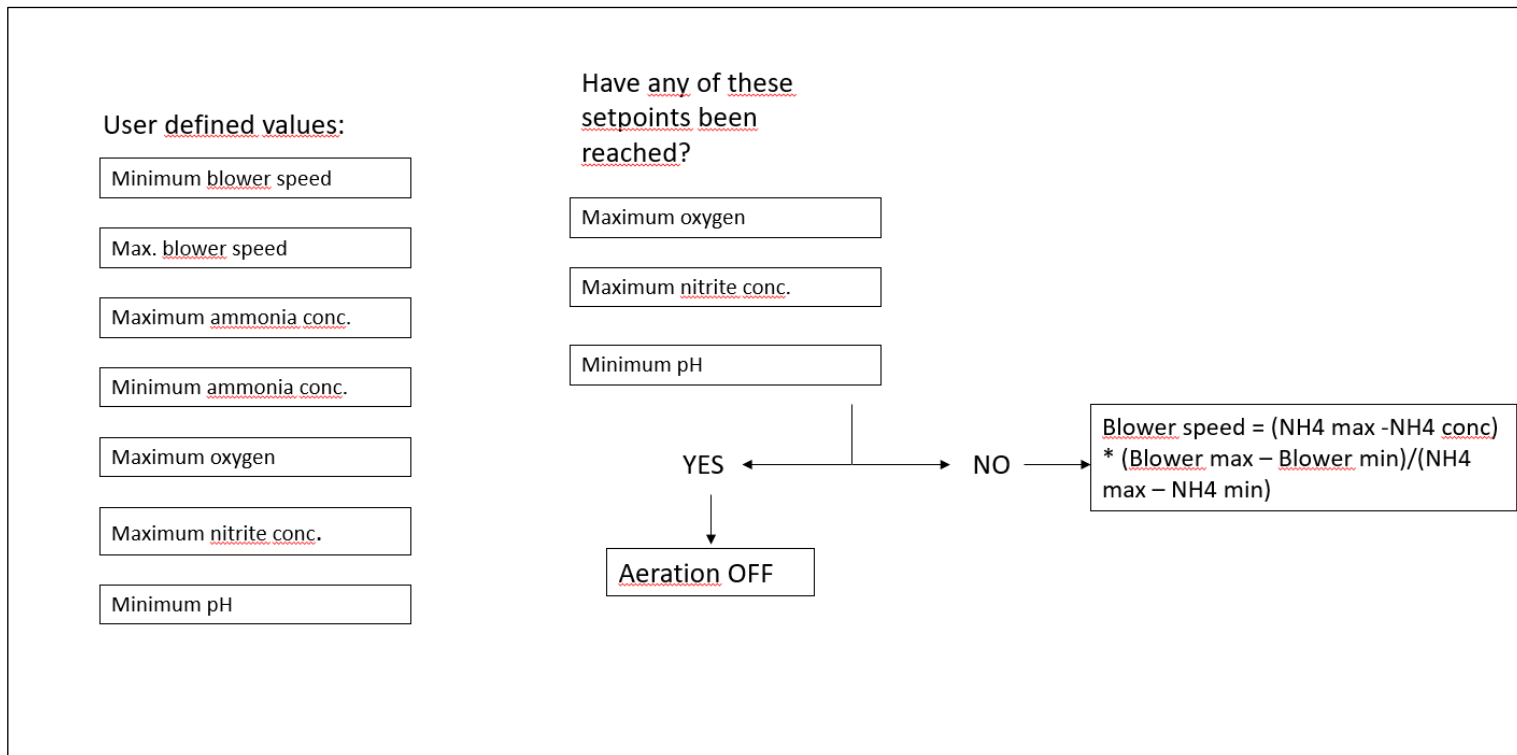 User defined values:
Minimum blower speed
Max. blower speed
Maximum ammonia conc.
Minimum ammonia conc.
Maximum oxygen
Maximum nitrite conc.
Minimum pH
Have any of these
setpoints been
reached?
Maximum oxygen
Maximum nitrite conc.
Minimum pH
YES
NO
Aeration OFF
Blower speed = (NH4 max -NH4 conc)
* (Blower max – Blower min)/(NH4
max – NH4 min)